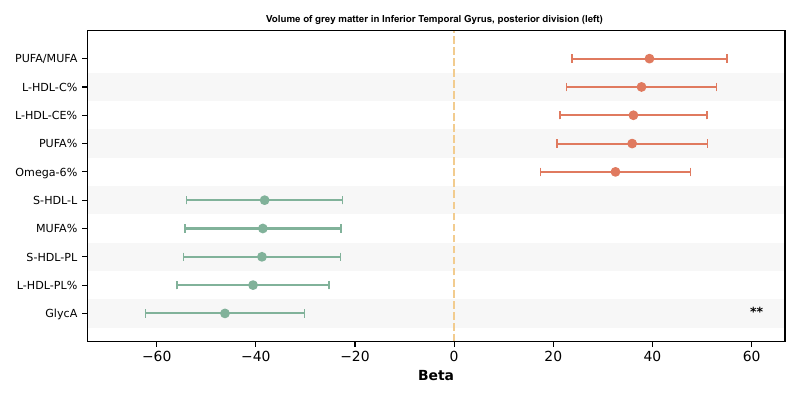 Volume of grey matter in Inferior Temporal Gyrus, posterior division (left)
PUFA/MUFA
L-HDL-C%
L-HDL-CE%
PUFA%
Omega-6%
S-HDL-L
MUFA%
S-HDL-PL
L-HDL-PL%
GlycA **
−60 −40 −20 0 20 40 60
Beta